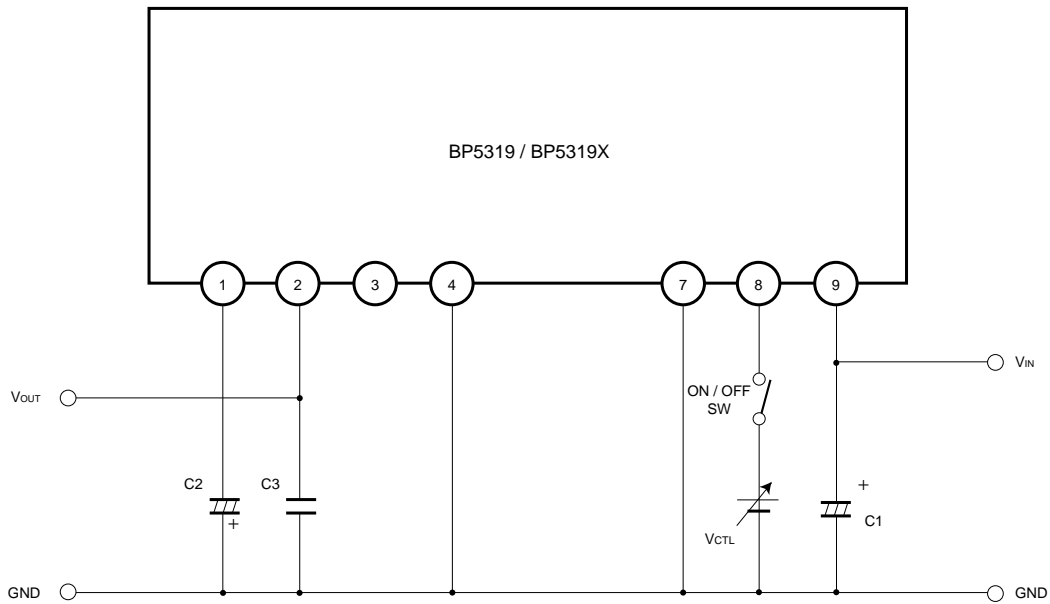 BP5319 / BP5319X
1 2 3 4 7 8 9
VIN
ON / OFF
SW
VOUT
C2 C3
+
+
C1
VCTL
GND GND